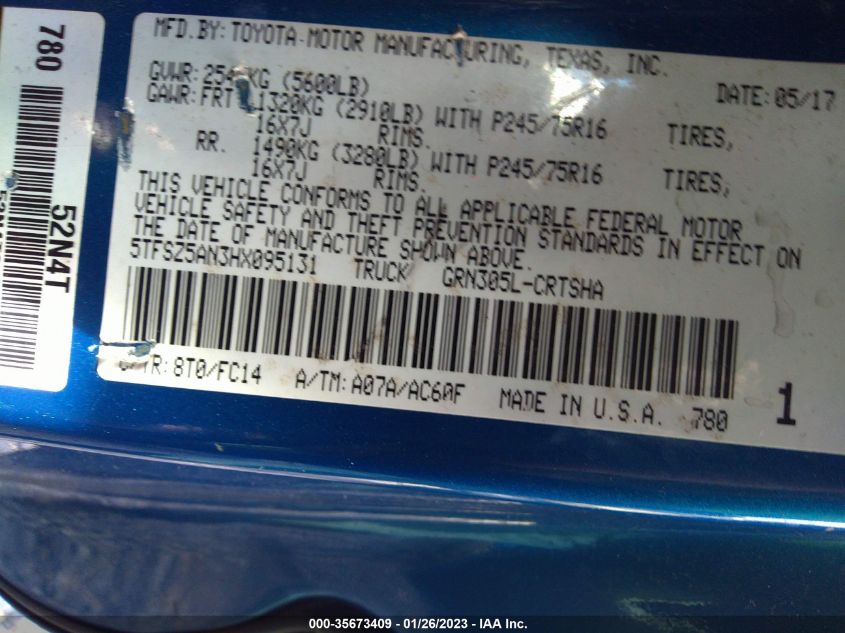 MFD.BY:TOYOTA MOTOR MANUFACTURING, TEXAS, INC.
GVWR: (5600LB) DATE:05/17
GAWR:FRT 1320KG (2910LB) WITH P245/75R16 TIRES,
16X7J RIMS.
RR. 1490KG (3280LB) WITH P245/75R16 TIRES,
16X7J RIMS.
THIS VEHICLE CONFORMS TO ALL APPLICABLE FEDERAL MOTOR
VEHICLE SAFETY AND THEFT PREVENTION STANDARDS IN EFFECT ON
THE DATE OF MANUFACTURE SHOWN ABOVE.
5TFSZ5AN3HX095131 TRUCK GRN305L-CRTSHA
8T0/FC14 A/TM:A07A/AC60F MADE IN U.S.A. 780 1
780
52N4T
000-35673409 - 01/26/2023 - IAA Inc.